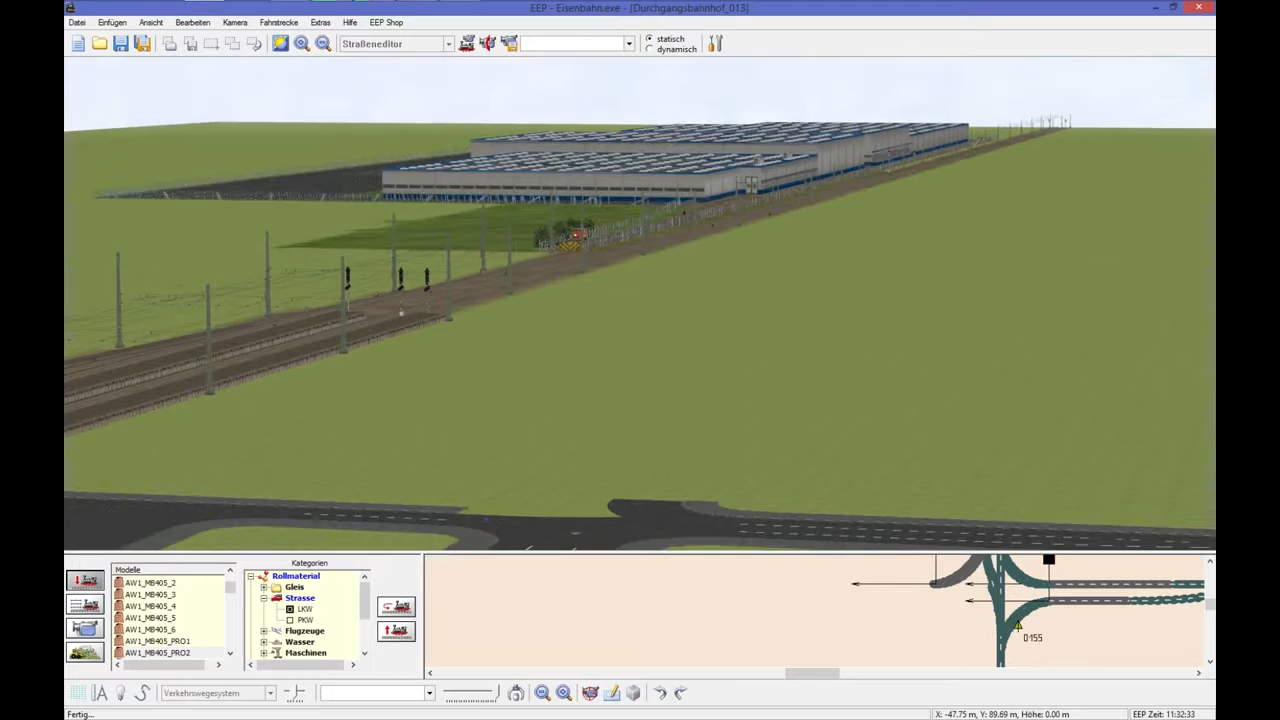 EEP - Eisenbahn.exe - [Durchgangsbahnhof_013]
Datei Einfügen Ansicht Bearbeiten Kamera Fahrstrecke Extras Hilfe EEP Shop
Straßeneditor
statisch
dynamisch
Modelle
AW1_MB405_2
AW1_MB405_3
AW1_MB405_4
AW1_MB405_5
AW1_MB405_6
AW1_MB405_PRO1
AW1_MB405_PRO2
Kategorien
Rollmaterial
Gleis
Strasse
LKW
PKW
Flugzeuge
Wasser
Maschinen
0-155
Verkehrswegesystem
Fertig...
X: -47.75 m, Y: 89.69 m, Höhe: 0.00 m
EEP Zeit: 11:32:33